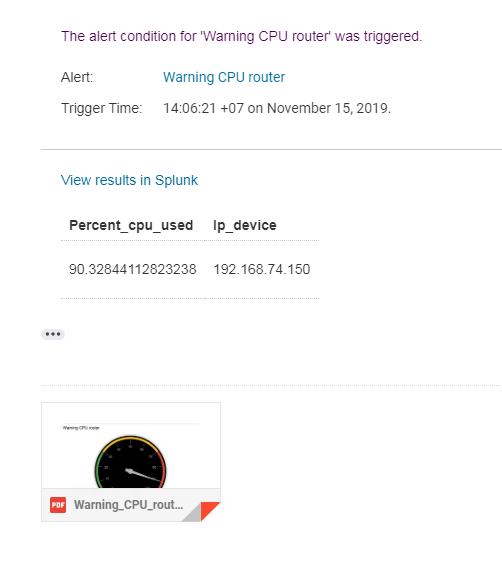 The alert condition for 'Warning CPU router' was triggered.
Alert: Warning CPU router
Trigger Time: 14:06:21 +07 on November 15, 2019.
View results in Splunk
Percent_cpu_used Ip_device
90.32844112823238 192.168.74.150
Warning CPU router
PDF Warning_CPU_rout...